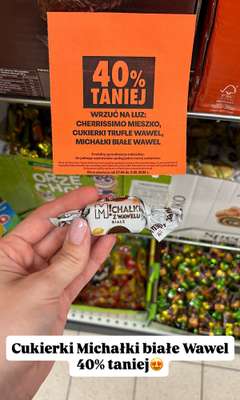 40%
TANIEJ
WRZUĆ NA LUZ:
CHERRISSIMO MIESZKO,
CUKIERKI TRUFLE WAWEL,
MICHAŁKI BIAŁE WAWEL
MICHAŁKI
Z WAWELU
BIAŁE
Cukierki Michałki białe Wawel
40% taniej😍